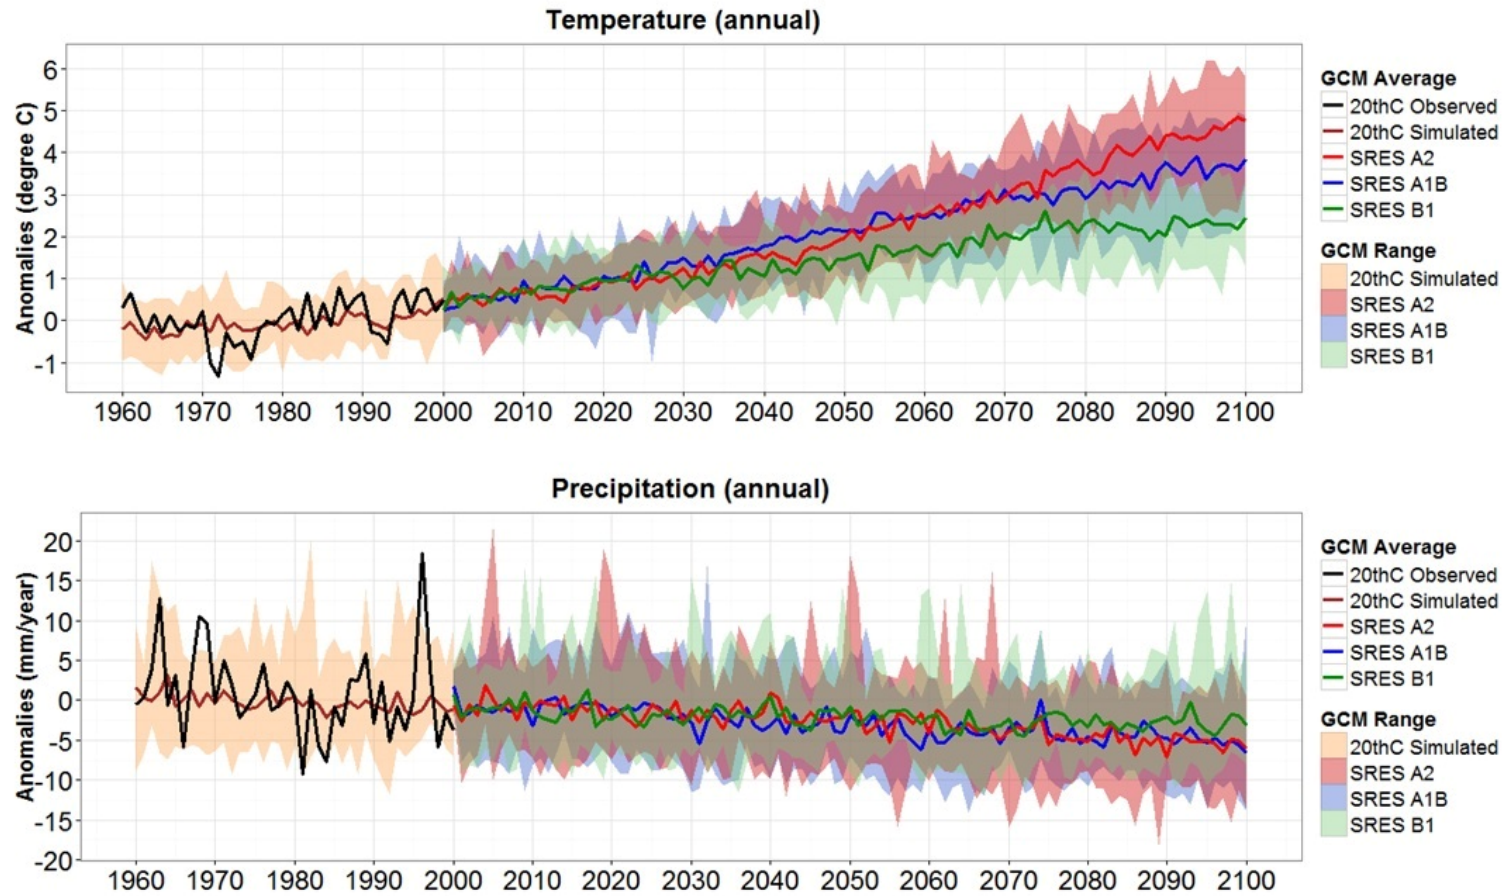 Temperature (annual)
Anomalies (degree C)
6
5
4
3
2
1
0
-1
1960 1970 1980 1990 2000 2010 2020 2030 2040 2050 2060 2070 2080 2090 2100
GCM Average
20thC Observed
20thC Simulated
SRES A2
SRES A1B
SRES B1
GCM Range
20thC Simulated
SRES A2
SRES A1B
SRES B1
Precipitation (annual)
Anomalies (mm/year)
20
15
10
5
0
-5
-10
-15
-20
1960 1970 1980 1990 2000 2010 2020 2030 2040 2050 2060 2070 2080 2090 2100
GCM Average
20thC Observed
20thC Simulated
SRES A2
SRES A1B
SRES B1
GCM Range
20thC Simulated
SRES A2
SRES A1B
SRES B1